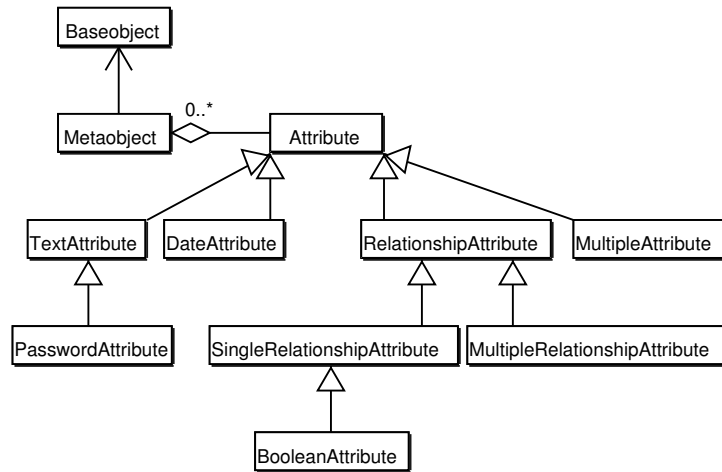 Baseobject
0..*
Metaobject
Attribute
TextAttribute
DateAttribute
RelationshipAttribute
MultipleAttribute
PasswordAttribute
SingleRelationshipAttribute
MultipleRelationshipAttribute
BooleanAttribute